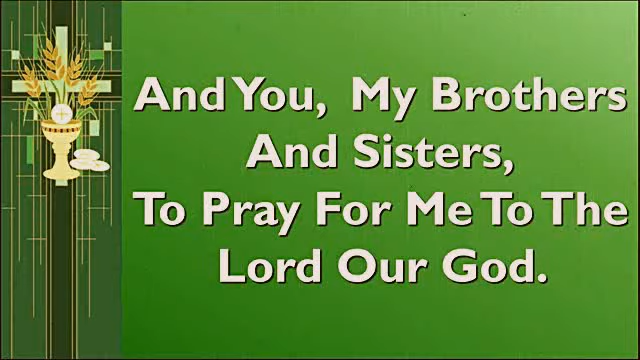 And You, My Brothers
And Sisters,
To Pray For Me To The
Lord Our God.